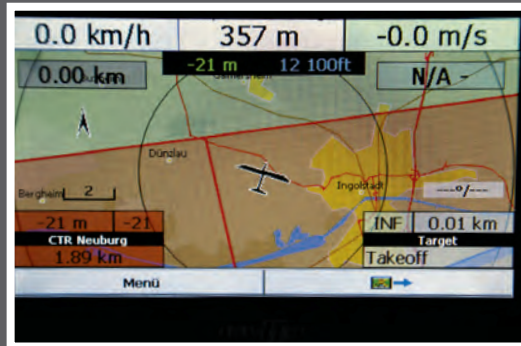 0.0 km/h 357 m -0.0 m/s
-21 m 12 100ft
0.00 km N/A -
Dünzlau
Bergheim 2 Ingolstadt ---°/---
-21 m -21 INF 0.01 km
CTR Neuburg Target
1.89 km Takeoff
Menü